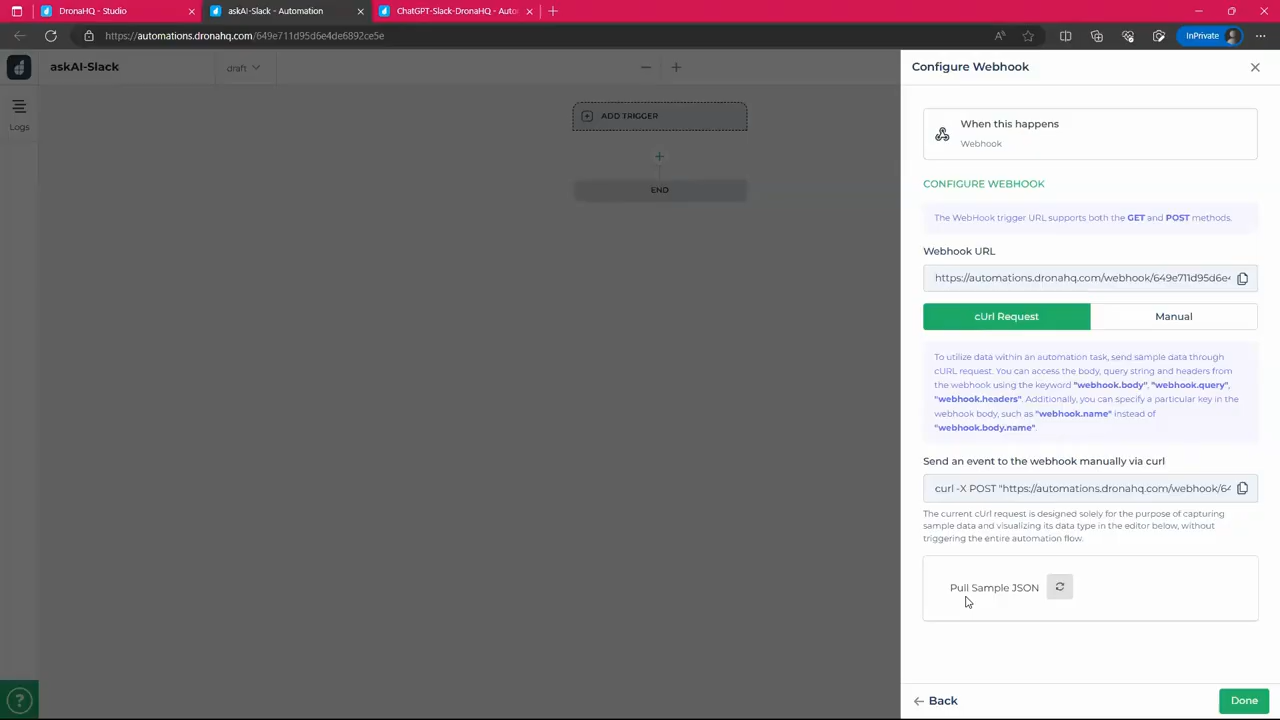 DronaHQ - Studio
askAI-Slack - Automation
ChatGPT-Slack-DronaHQ - Auto
https://automations.dronahq.com/649e711d95d6e4de6892ce5e
InPrivate
askAI-Slack
draft
Logs
ADD TRIGGER
END
Configure Webhook
When this happens
Webhook
CONFIGURE WEBHOOK
The WebHook trigger URL supports both the GET and POST methods.
Webhook URL
https://automations.dronahq.com/webhook/649e711d95d6e4
cUrl Request
Manual
To utilize data within an automation task, send sample data through
cURL request. You can access the body, query string and headers from
the webhook using the keyword "webhook.body", "webhook.query",
"webhook.headers". Additionally, you can specify a particular key in the
webhook body, such as "webhook.name" instead of
"webhook.body.name".
Send an event to the webhook manually via curl
curl -X POST "https://automations.dronahq.com/webhook/64
The current cUrl request is designed solely for the purpose of capturing
sample data and visualizing its data type in the editor below, without
triggering the entire automation flow.
Pull Sample JSON
Back
Done